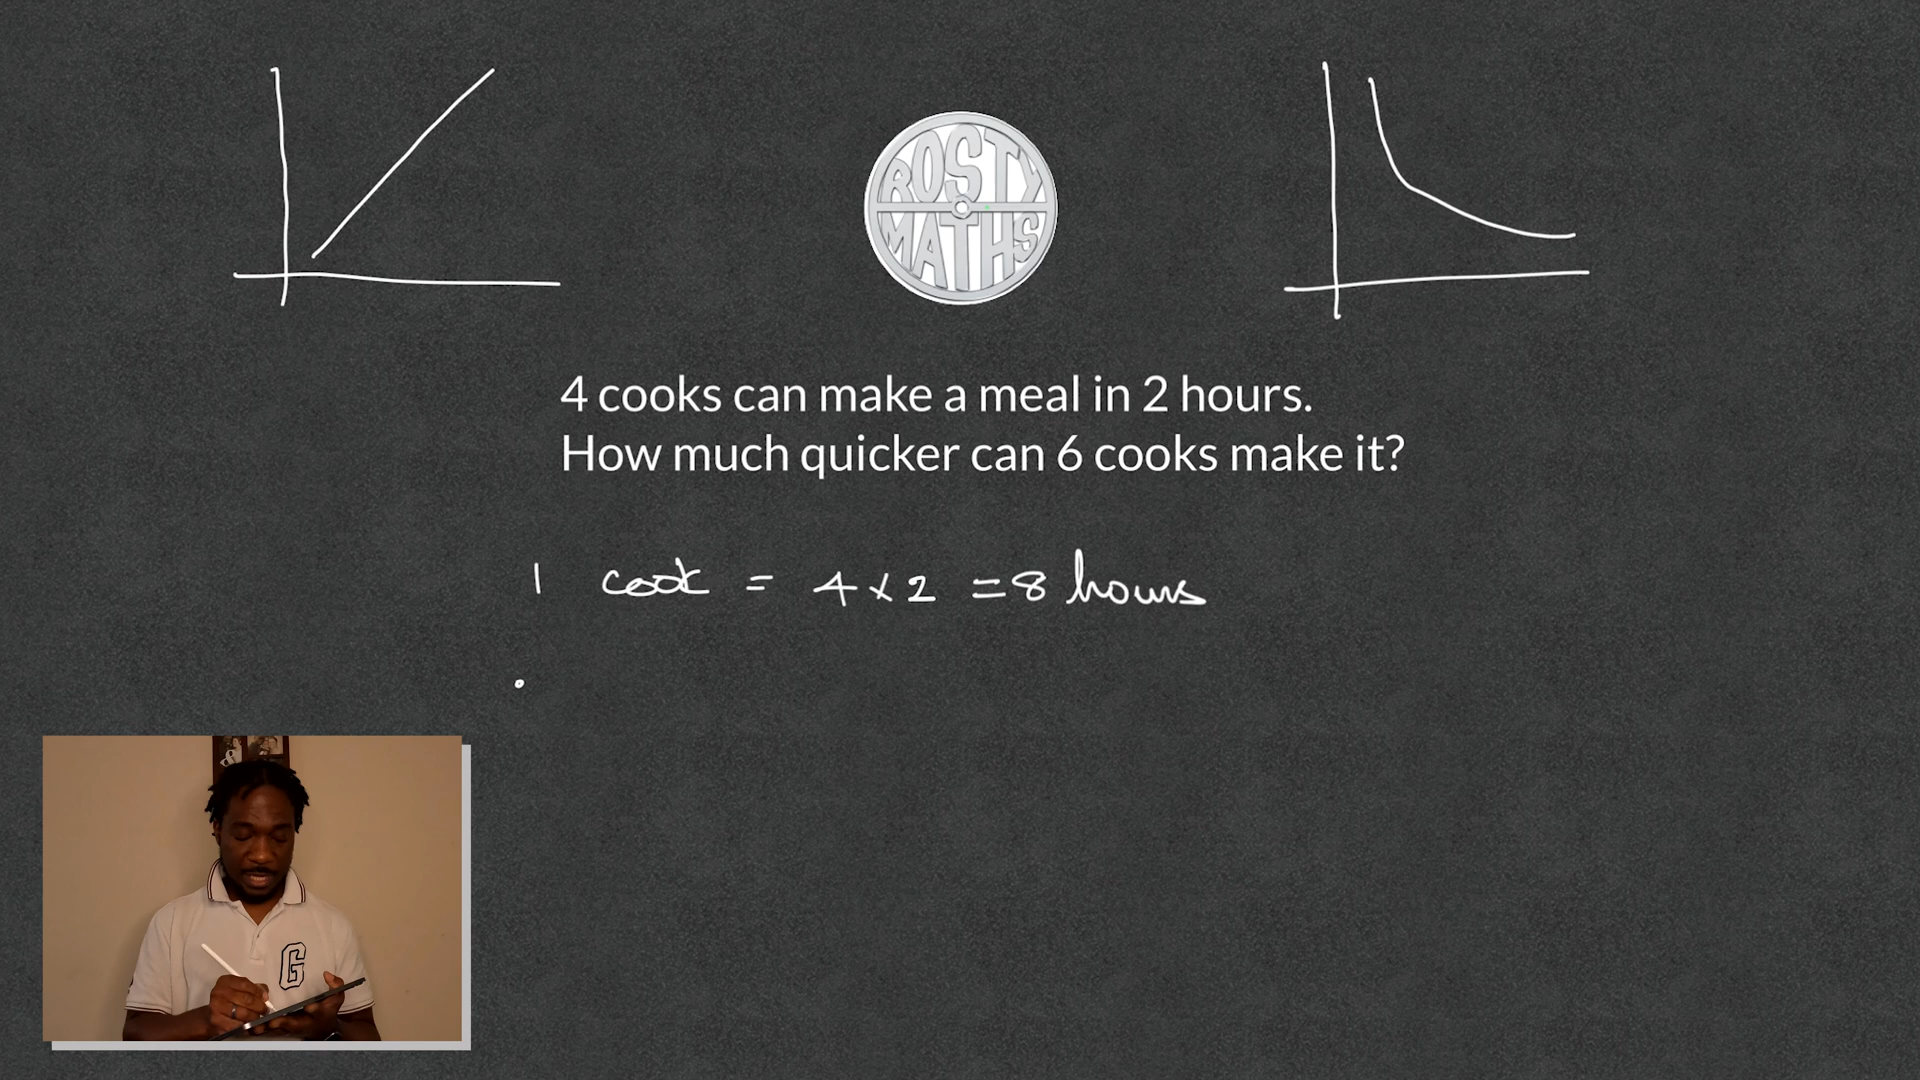 ROSTY
MATHS
4 cooks can make a meal in 2 hours.
How much quicker can 6 cooks make it?
1 cook = 4 x 2 = 8 hours
G